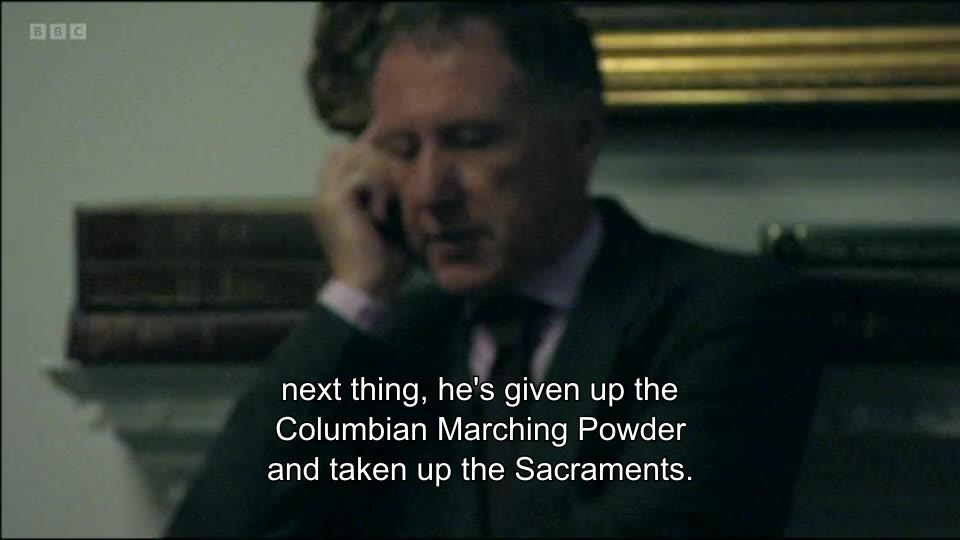 BBC
next thing, he's given up the
Columbian Marching Powder
and taken up the Sacraments.